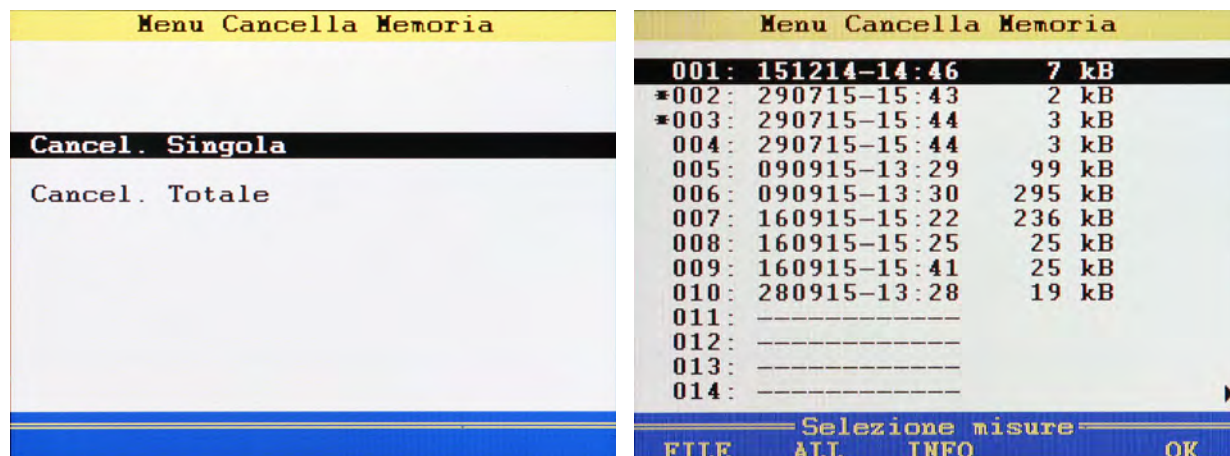 Menu Cancella Memoria
Cancel. Singola
Cancel. Totale
Menu Cancella Memoria
001: 151214-14:46 7 kB
*002: 290715-15:43 2 kB
*003: 290715-15:44 3 kB
004: 290715-15:44 3 kB
005: 090915-13:29 99 kB
006: 090915-13:30 295 kB
007: 160915-15:22 236 kB
008: 160915-15:25 25 kB
009: 160915-15:41 25 kB
010: 280915-13:28 19 kB
011: ------------
012: ------------
013: ------------
014: ------------
Selezione misure
FILE ALL INFO OK